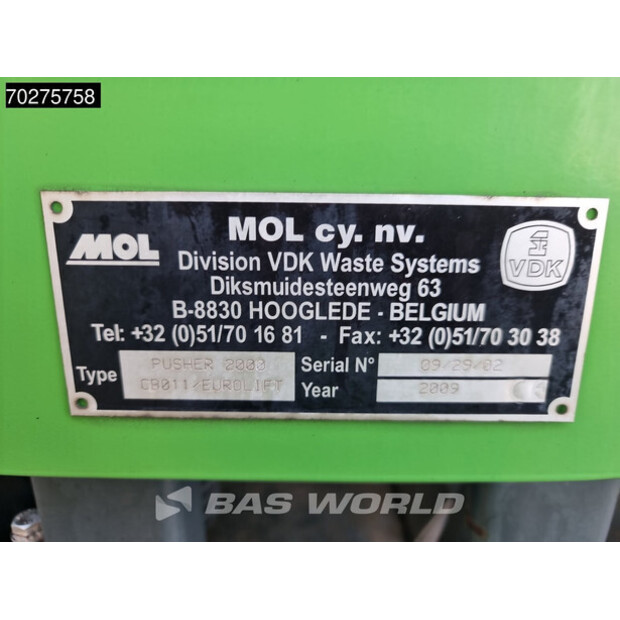 70275758
MOL
MOL cy. nv.
Division VDK Waste Systems
Diksmuidesteenweg 63
B-8830 HOOGLEDE - BELGIUM
VDK
Tel: +32 (0)51/70 16 81 - Fax: +32 (0)51/70 30 38
Type
PUSHER 2000
CB011/EUROLIFT
Serial N° 09/29/02
Year 2009 CE
BAS WORLD